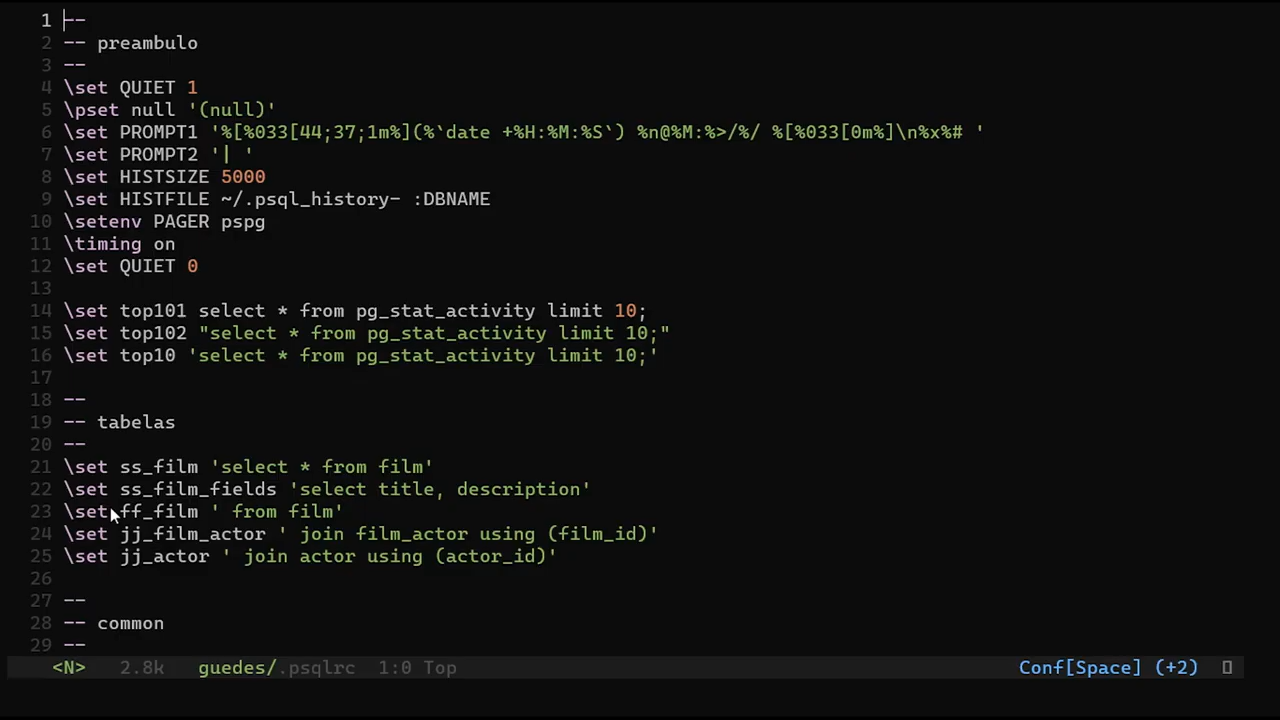 1 --
2 -- preambulo
3 --
4 \set QUIET 1
5 \pset null '(null)'
6 \set PROMPT1 '%[%033[44;37;1m%](%`date +%H:%M:%S`) %n@%M:%>/%/ %[%033[0m%]\n%x%# '
7 \set PROMPT2 '| '
8 \set HISTSIZE 5000
9 \set HISTFILE ~/.psql_history- :DBNAME
10 \setenv PAGER pspg
11 \timing on
12 \set QUIET 0
13
14 \set top101 select * from pg_stat_activity limit 10;
15 \set top102 "select * from pg_stat_activity limit 10;"
16 \set top10 'select * from pg_stat_activity limit 10;'
17
18 --
19 -- tabelas
20 --
21 \set ss_film 'select * from film'
22 \set ss_film_fields 'select title, description'
23 \set ff_film ' from film'
24 \set jj_film_actor ' join film_actor using (film_id)'
25 \set jj_actor ' join actor using (actor_id)'
26
27 --
28 -- common
29 --
<N> 2.8k guedes/.psqlrc 1:0 Top Conf[Space] (+2)